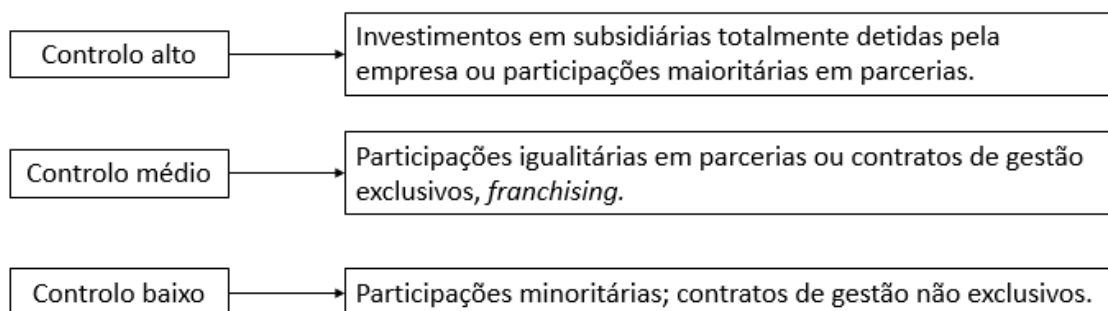 Controlo alto
Investimentos em subsidiárias totalmente detidas pela
empresa ou participações maioritárias em parcerias.
Controlo médio
Participações igualitárias em parcerias ou contratos de gestão
exclusivos, franchising.
Controlo baixo
Participações minoritárias; contratos de gestão não exclusivos.